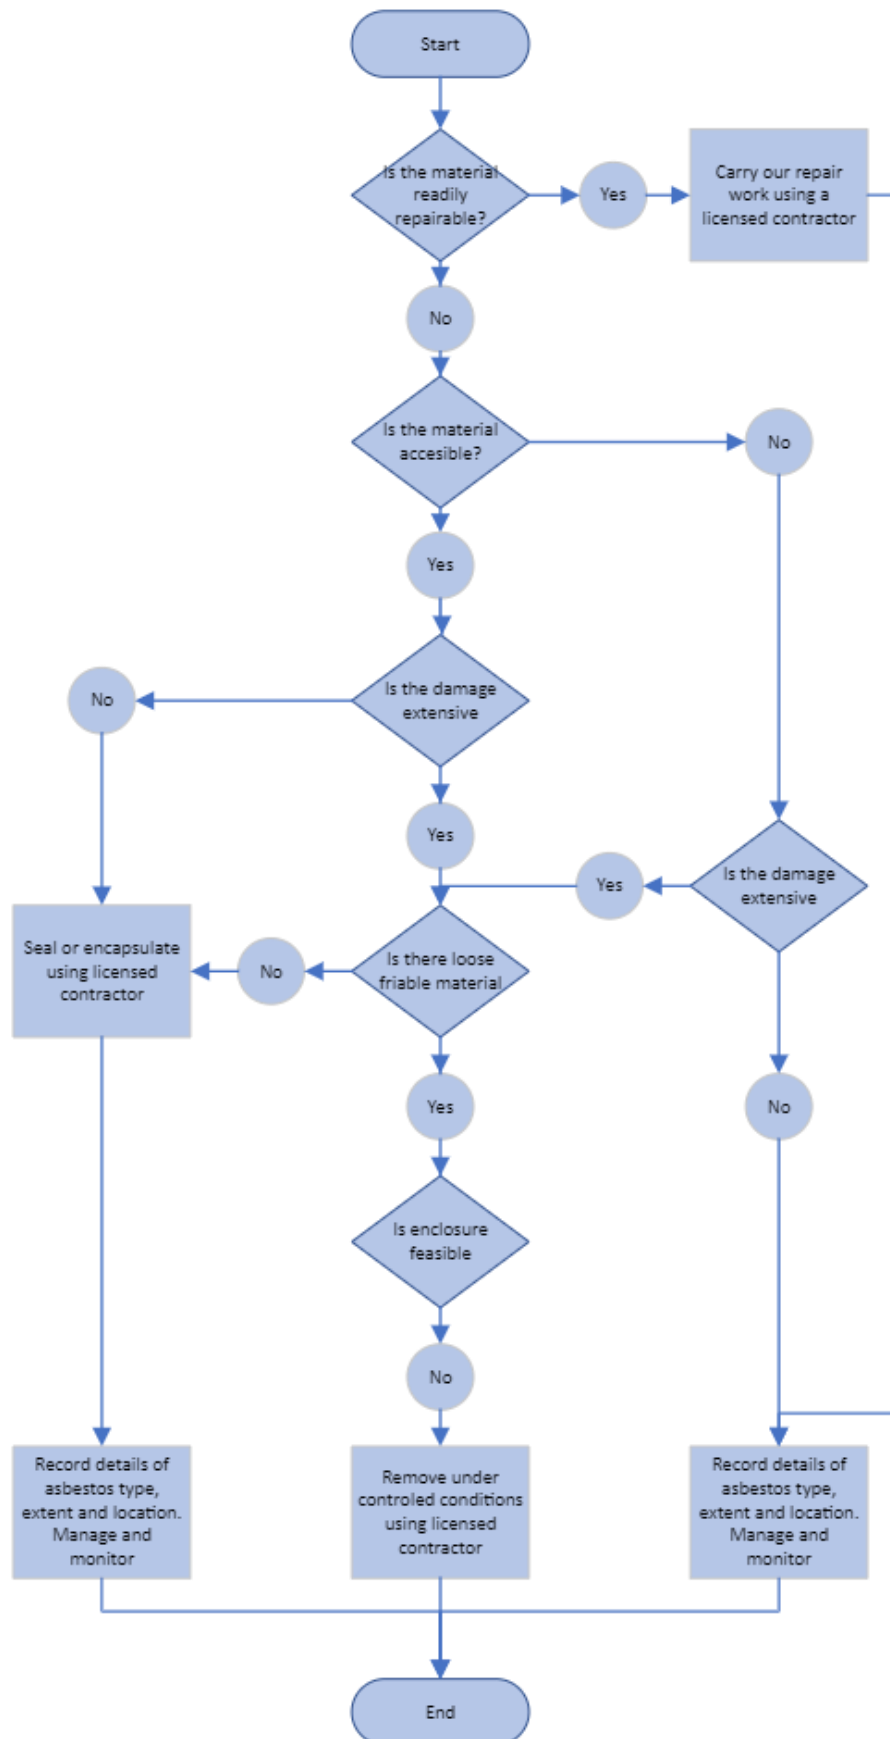 Start
Is the material
readily
repairable?
Yes
Carry our repair
work using a
licensed contractor
No
Is the material
accesible?
No
Yes
Is the damage
extensive
No
Yes
Is the damage
extensive
Yes
Seal or encapsulate
using licensed
contractor
No
Is there loose
friable material
Yes
No
Is enclosure
feasible
No
Record details of
asbestos type,
extent and location.
Manage and
monitor
Remove under
controled conditions
using licensed
contractor
Record details of
asbestos type,
extent and location.
Manage and
monitor
End